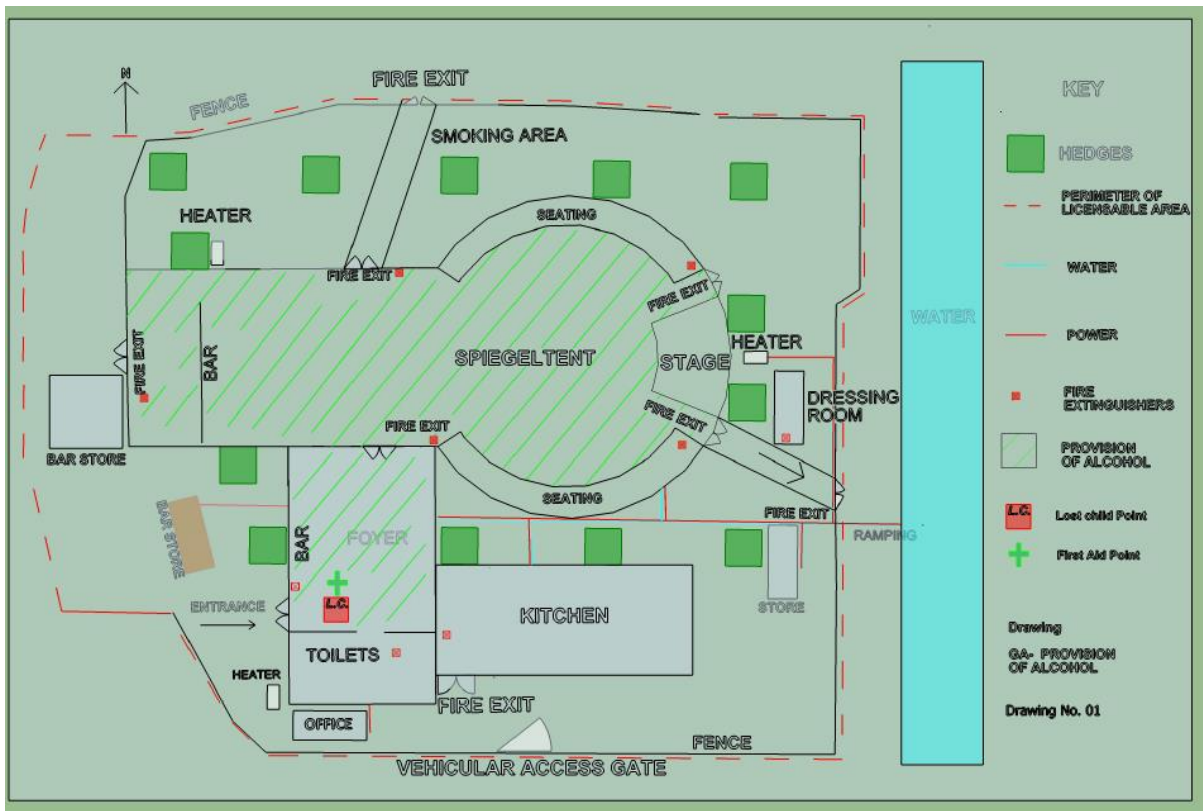 FIRE EXIT
N
FENCE
SMOKING AREA
HEATER
SEATING
FIRE EXIT
FIRE EXIT
FIRE EXIT
BAR
SPIEGELTENT
STAGE
HEATER
DRESSING
ROOM
FIRE EXIT
FIRE EXIT
BAR STORE
SEATING
FIRE EXIT
BAR STORE
BAR
FOYER
RAMPING
L.C.
ENTRANCE
KITCHEN
STORE
TOILETS
HEATER
OFFICE
FIRE EXIT
FENCE
VEHICULAR ACCESS GATE
WATER
KEY
HEDGES
PERIMETER OF
LICENSABLE AREA
WATER
POWER
FIRE
EXTINGUISHERS
PROVISION
OF ALCOHOL
L.C.
Lost child Point
First Aid Point
Drawing
GA- PROVISION
OF ALCOHOL
Drawing No. 01